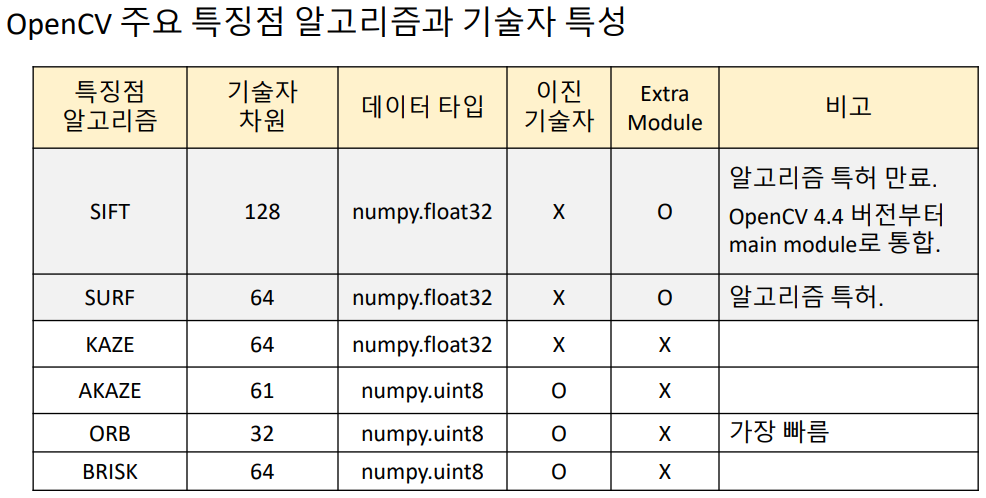 OpenCV 주요 특징점 알고리즘과 기술자 특성
특징점 알고리즘 기술자 차원 데이터 타입 이진 기술자 Extra Module 비고
SIFT 128 numpy.float32 X O 알고리즘 특허 만료.
OpenCV 4.4 버전부터
main module로 통합.
SURF 64 numpy.float32 X O 알고리즘 특허.
KAZE 64 numpy.float32 X X
AKAZE 61 numpy.uint8 O X
ORB 32 numpy.uint8 O X 가장 빠름
BRISK 64 numpy.uint8 O X